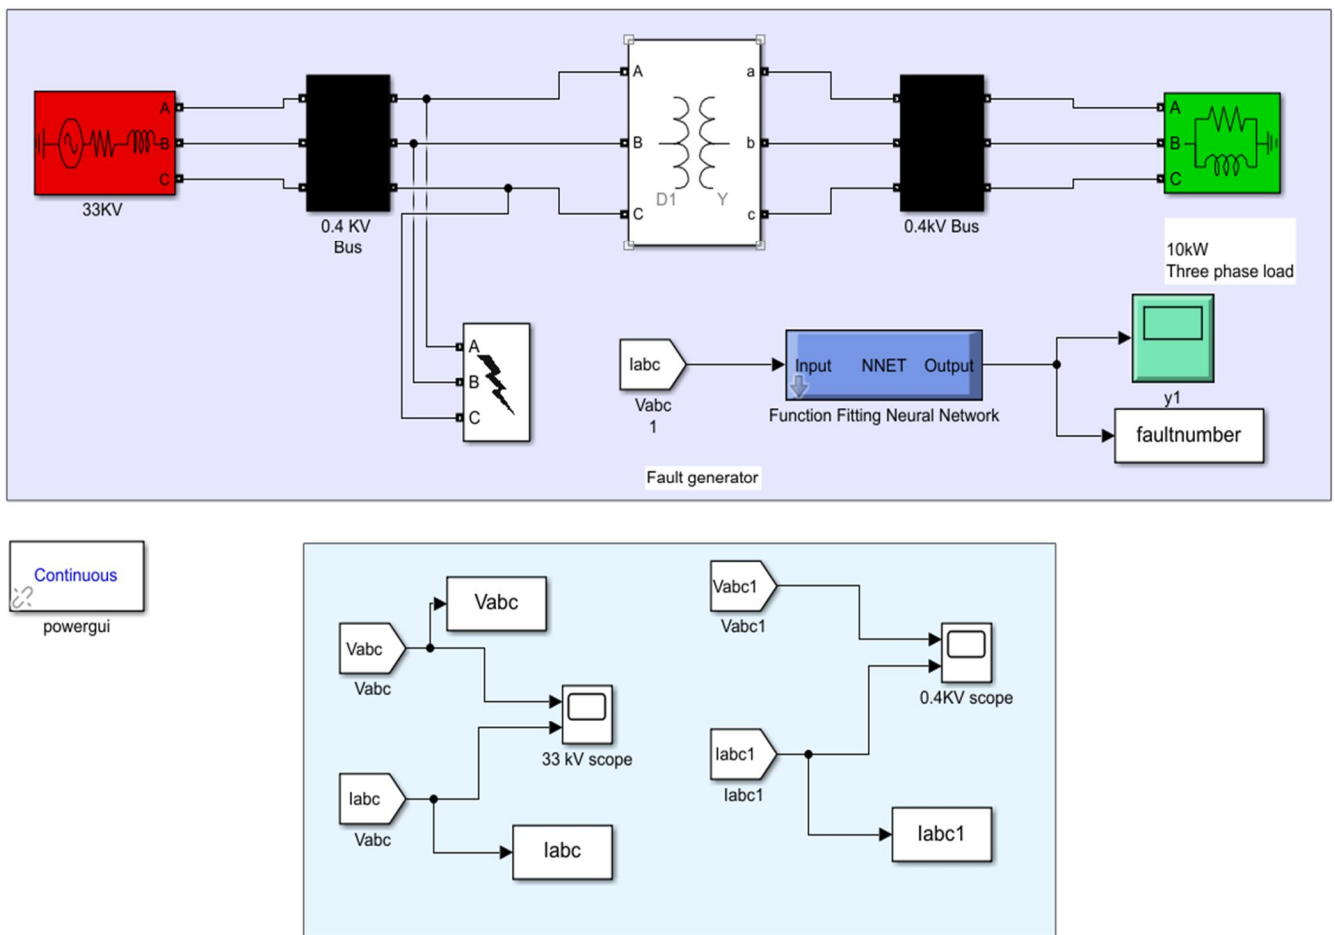 A
B
C
33KV
0.4 KV
Bus
A
B
C
a
b
c
D1
Y
0.4kV Bus
A
B
C
10kW
Three phase load
A
B
C
Iabc
Vabc
1
Input NNET Output
Function Fitting Neural Network
y1
faultnumber
Fault generator
Continuous
powergui
Vabc
Vabc
Vabc
33 kV scope
Iabc
Vabc
Iabc
Vabc1
Vabc1
0.4KV scope
Iabc1
Iabc1
Iabc1